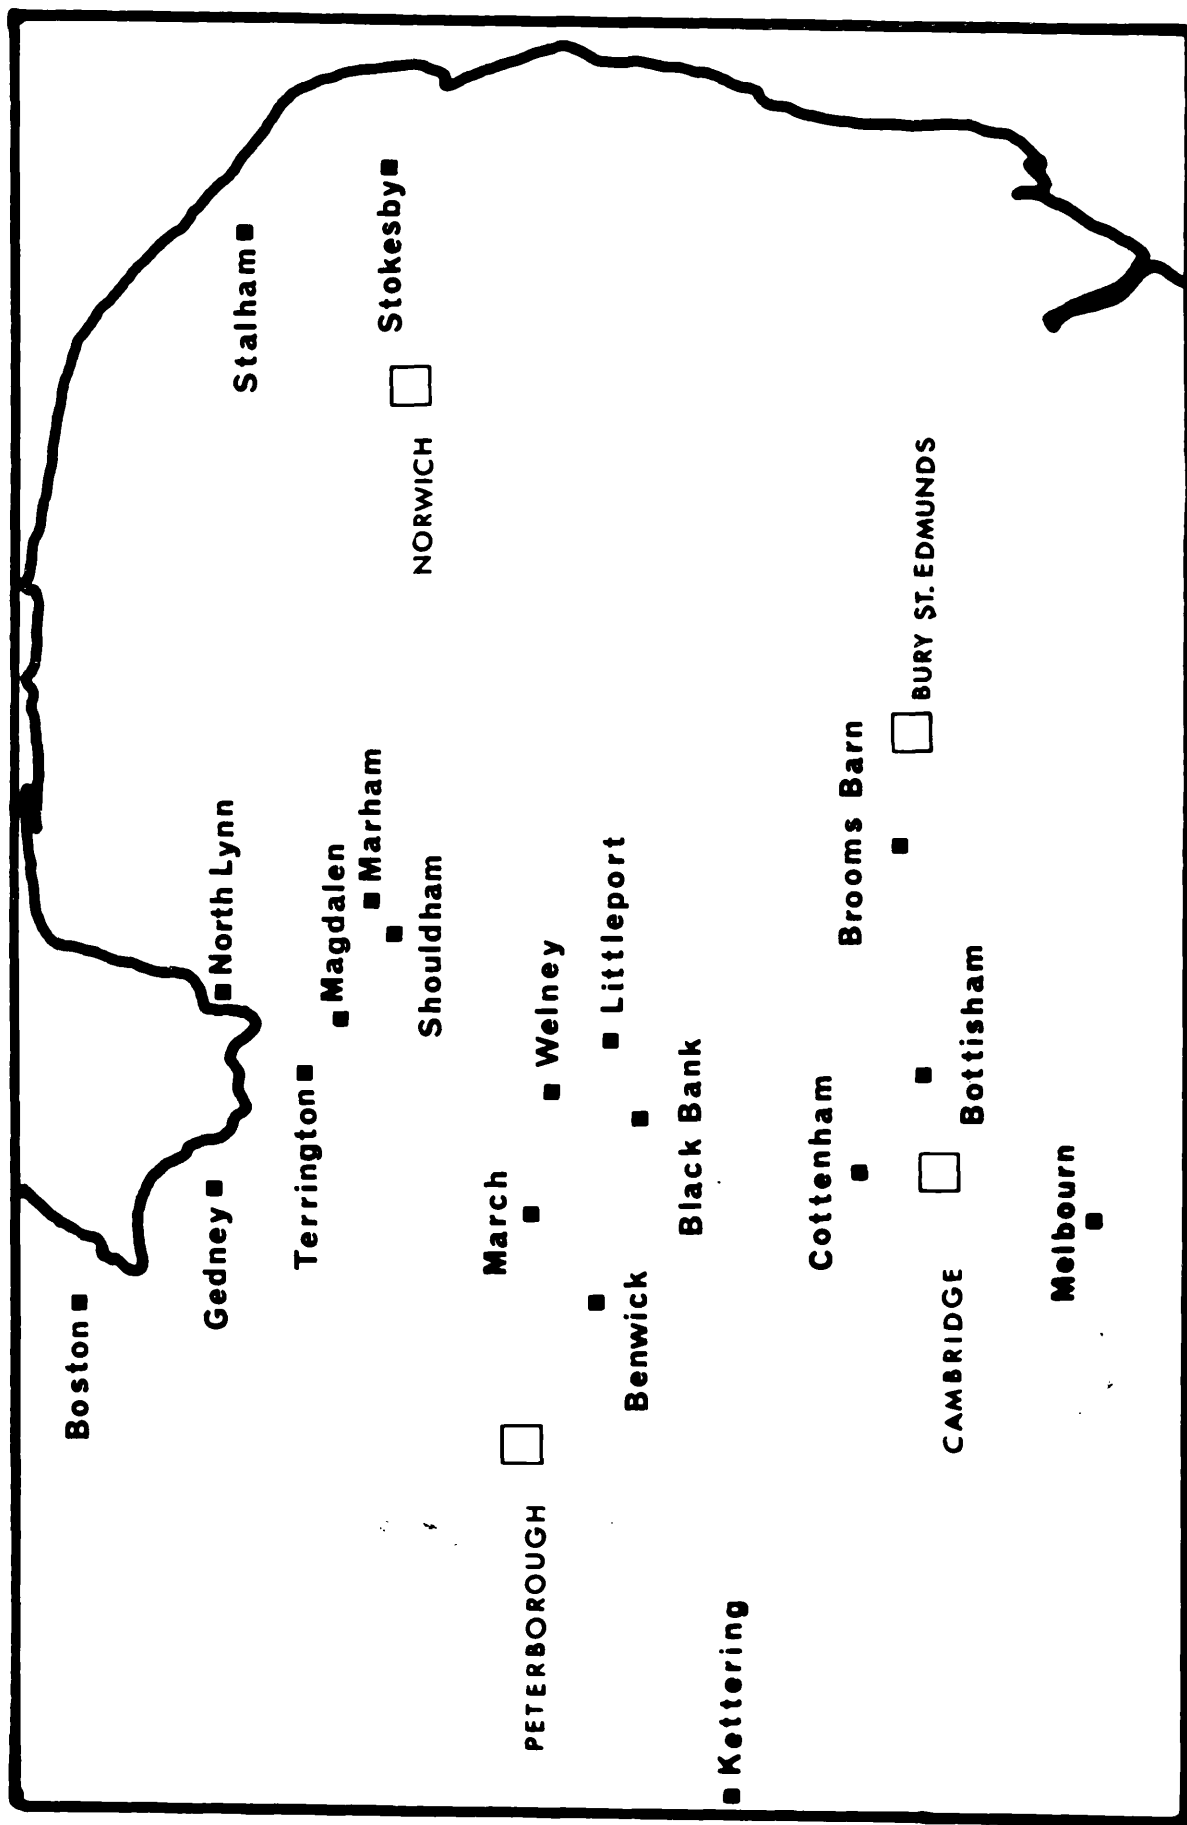 Boston
Gedney
North Lynn
Stalham
Terrington
Magdalen
Marham
Stokesby
Shouldham
NORWICH
March
Welney
PETERBOROUGH
Littleport
Benwick
Black Bank
Kettering
Cottenham
Brooms Barn
BURY ST. EDMUNDS
CAMBRIDGE
Bottisham
Melbourn